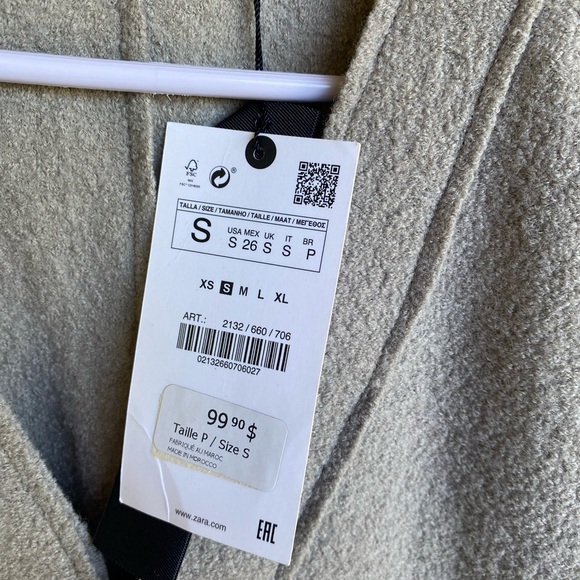 FSC
TALLA / SIZE / TAMANHO / TAILLE / MAAT / ΜΕΓΕΘΟΣ
S
USA MEX UK IT BR
S 26 S S P
XS S M L XL
ART.: 2132 / 660 / 706
02132660706027
99 90 $
Taille P / Size S
FABRIQUÉ AU MAROC
MADE IN MOROCCO
www.zara.com
EAC